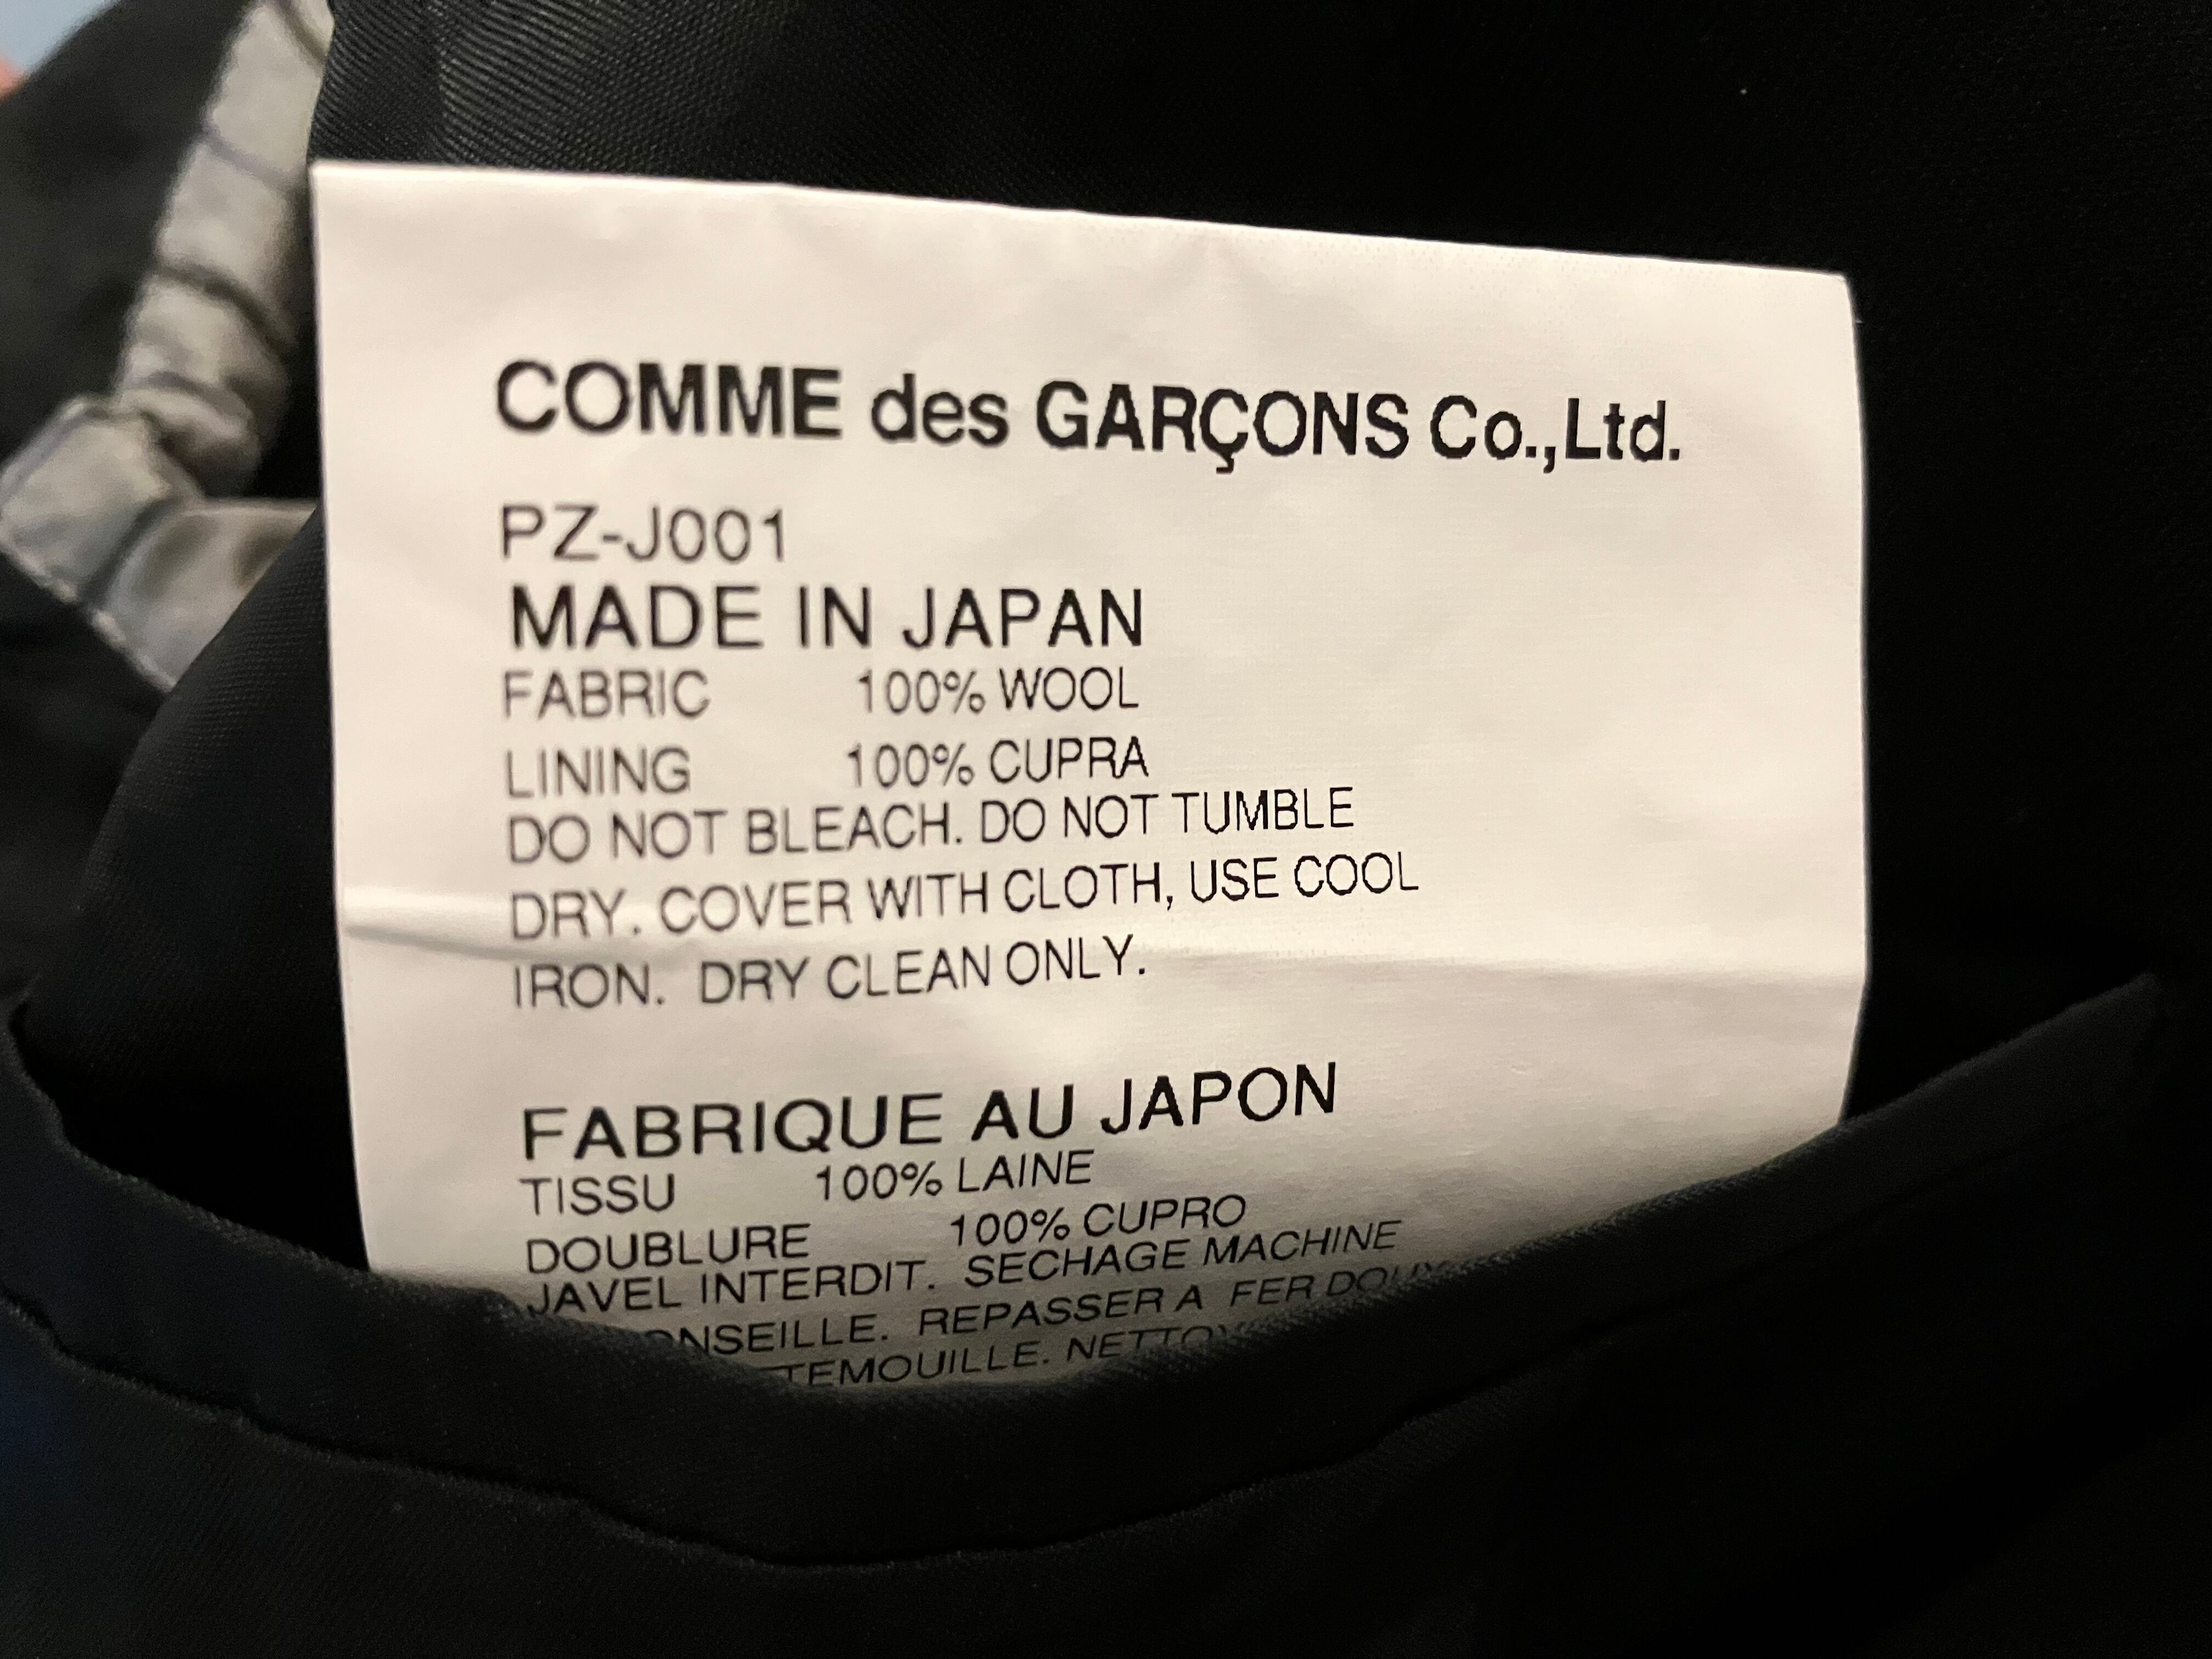 COMME des GARÇONS Co.,Ltd.
PZ-J001
MADE IN JAPAN
FABRIC 100% WOOL
LINING 100% CUPRA
DO NOT BLEACH. DO NOT TUMBLE
DRY. COVER WITH CLOTH, USE COOL
IRON. DRY CLEAN ONLY.
FABRIQUE AU JAPON
TISSU 100% LAINE
DOUBLURE 100% CUPRO
JAVEL INTERDIT. SECHAGE MACHINE
REPASSER A FER DOUX